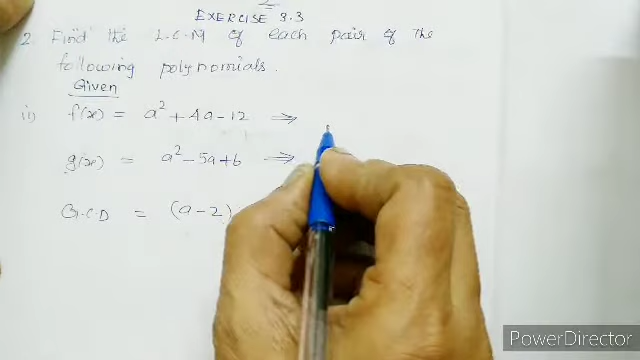 EXERCISE 3.3
2. Find the L.C.M of each pair of the
following polynomials.
Given
ii) f(x) = a² + 4a - 12 ⇒
g(x) = a² - 5a + 6 ⇒
G.C.D = (a - 2)
PowerDirector